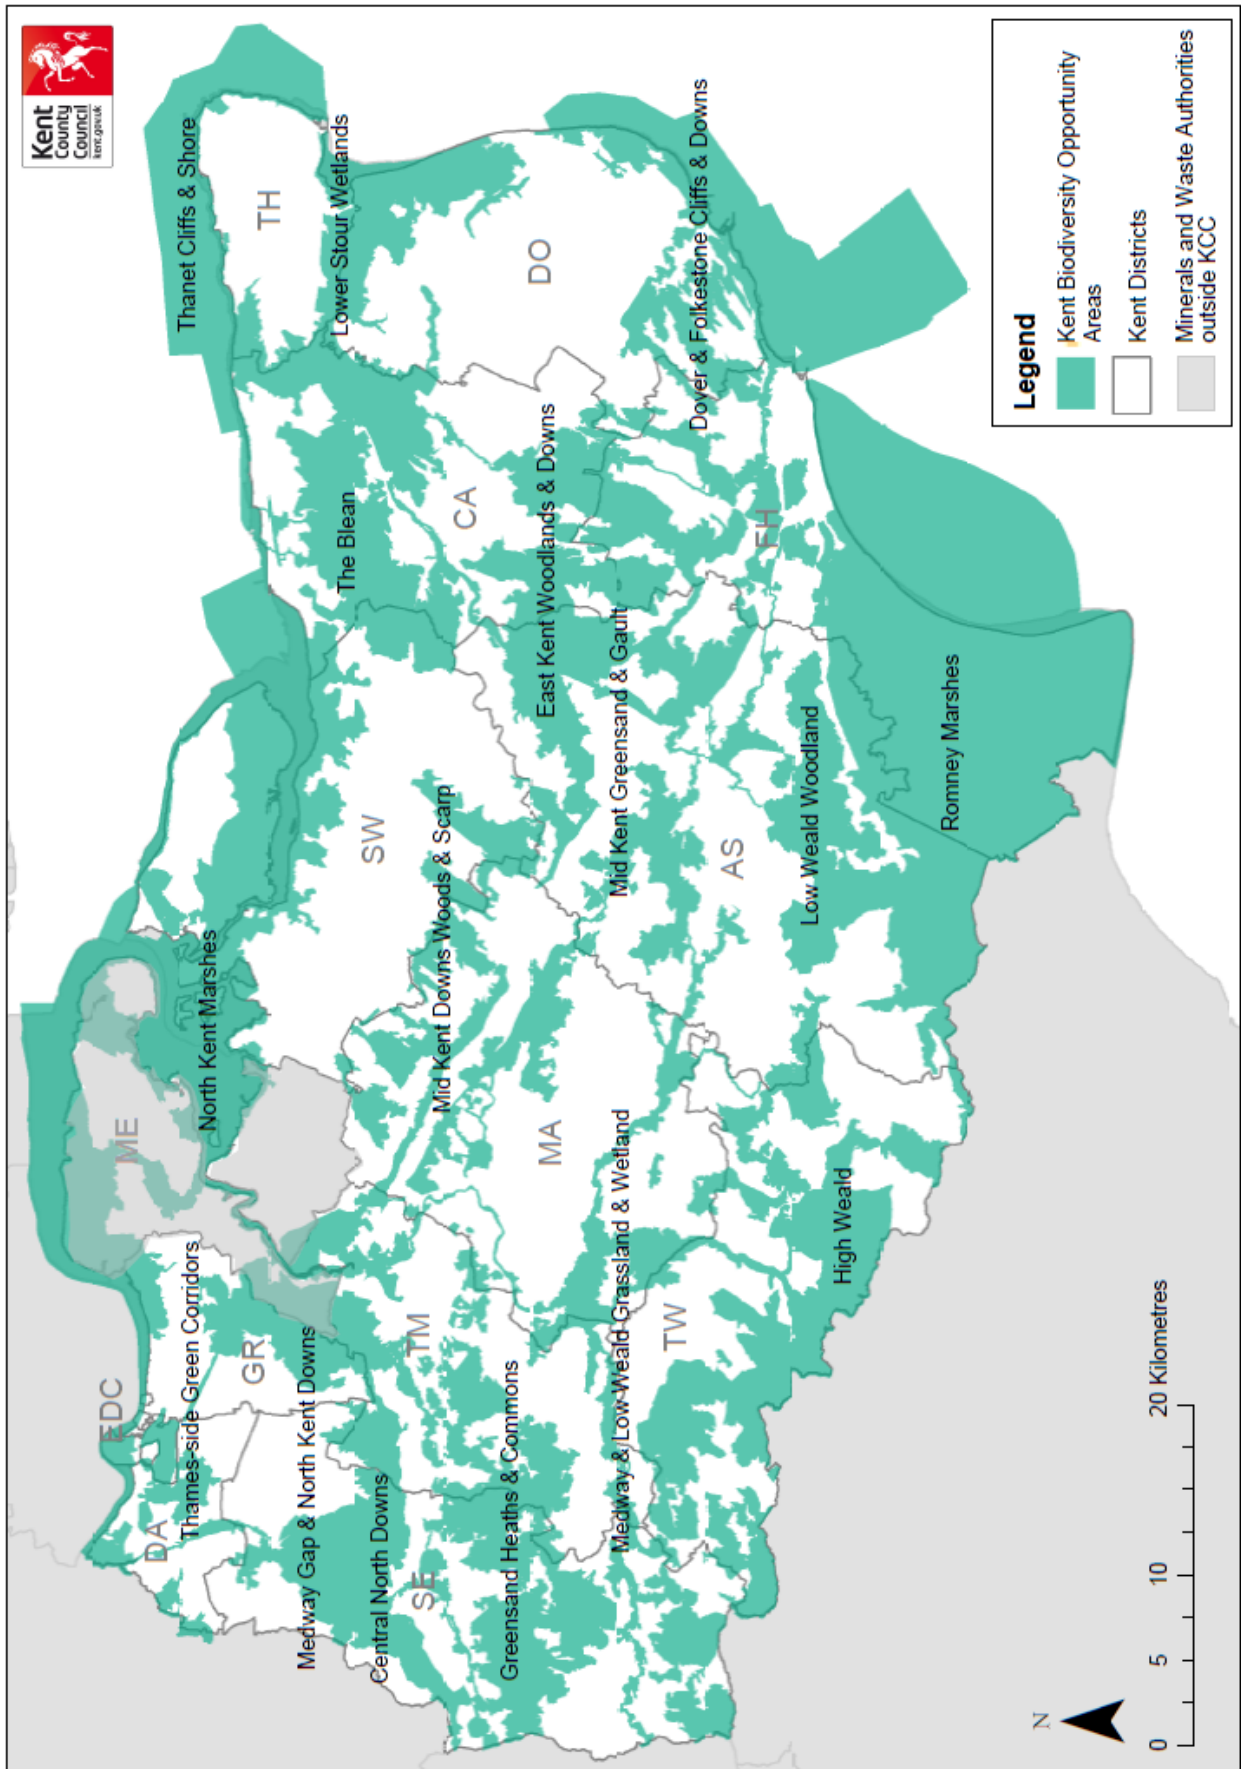 Kent
County
Council
kent.gov.uk
Thanet Cliffs & Shore
TH
Lower Stour Wetlands
DO
Dover & Folkestone Cliffs & Downs
The Blean
CA
East Kent Woodlands & Downs
FH
Mid Kent Greensand & Gault
SW
Mid Kent Downs Woods & Scarp
AS
Low Weald Woodland
Romney Marshes
North Kent Marshes
ME
MA
Medway & Low Weald Grassland & Wetland
High Weald
EDC
Thames-side Green Corridors
GR
TM
TW
DA
Medway Gap & North Kent Downs
Central North Downs
SE
Greensand Heaths & Commons
N
0 5 10 20 Kilometres
Legend
Kent Biodiversity Opportunity
Areas
Kent Districts
Minerals and Waste Authorities
outside KCC